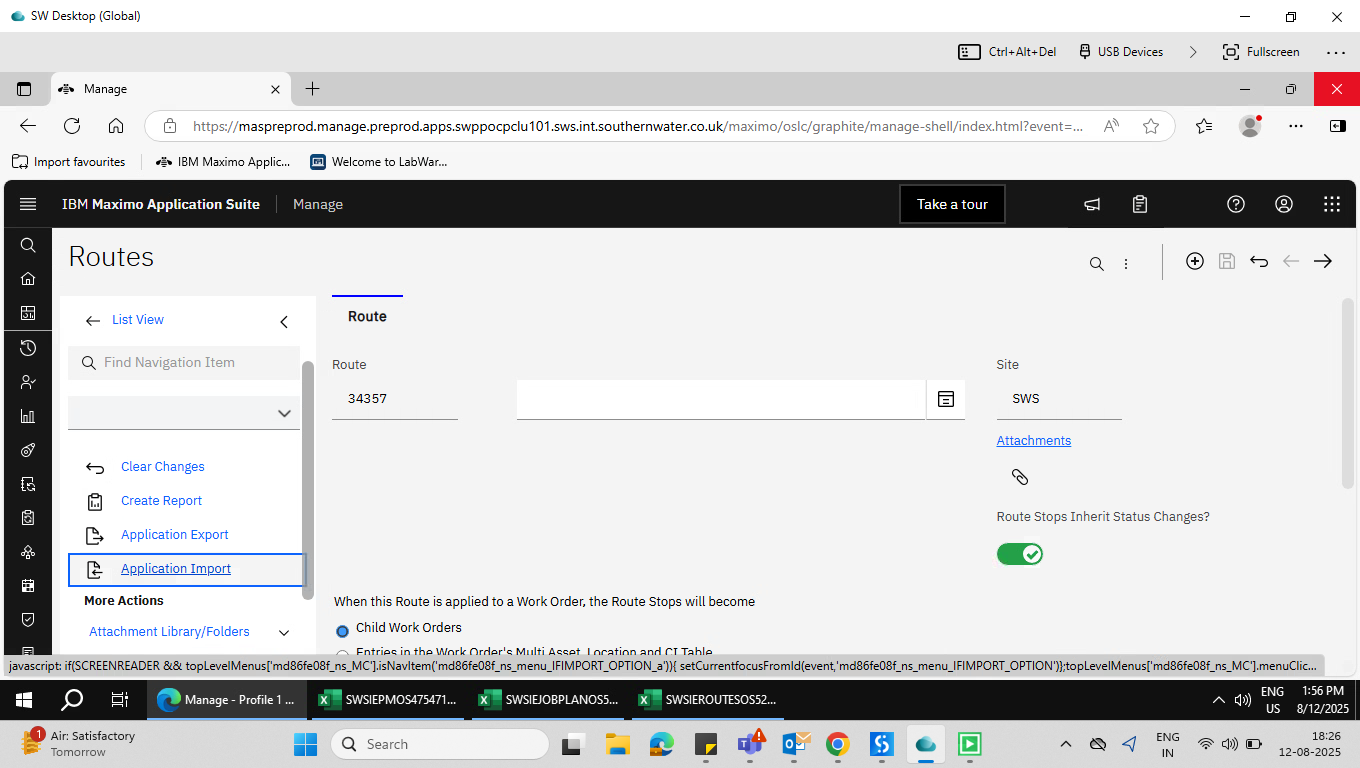 SW Desktop (Global)
Ctrl+Alt+Del
USB Devices
Fullscreen
Manage
https://maspreprod.manage.preprod.apps.swppocpclu101.sws.int.southernwater.co.uk/maximo/oslc/graphite/manage-shell/index.html?event=...
Import favourites
IBM Maximo Applic...
Welcome to LabWar...
IBM Maximo Application Suite
Manage
Take a tour
Routes
List View
Find Navigation Item
Clear Changes
Create Report
Application Export
Application Import
More Actions
Attachment Library/Folders
Route
Route
34357
Site
SWS
Attachments
Route Stops Inherit Status Changes?
When this Route is applied to a Work Order, the Route Stops will become
Child Work Orders
Entries in the Work Order's Multi Asset, Location and CI Table
javascript: if(SCREENREADER && topLevelMenus['md86fe08f_ns_MC'].isNavItem('md86fe08f_ns_menu_IFIMPORT_OPTION_a')){ setCurrentfocusFromId(event,'md86fe08f_ns_menu_IFIMPORT_OPTION')};topLevelMenus['md86fe08f_ns_MC'].menuClic...
Manage - Profile 1 ...
SWSIEPMOS475471...
SWSIEJOBPLANOS5...
SWSIEROUTESOS52...
ENG
US
1:56 PM
8/12/2025
1
Air: Satisfactory
Tomorrow
Search
ENG
IN
18:26
12-08-2025